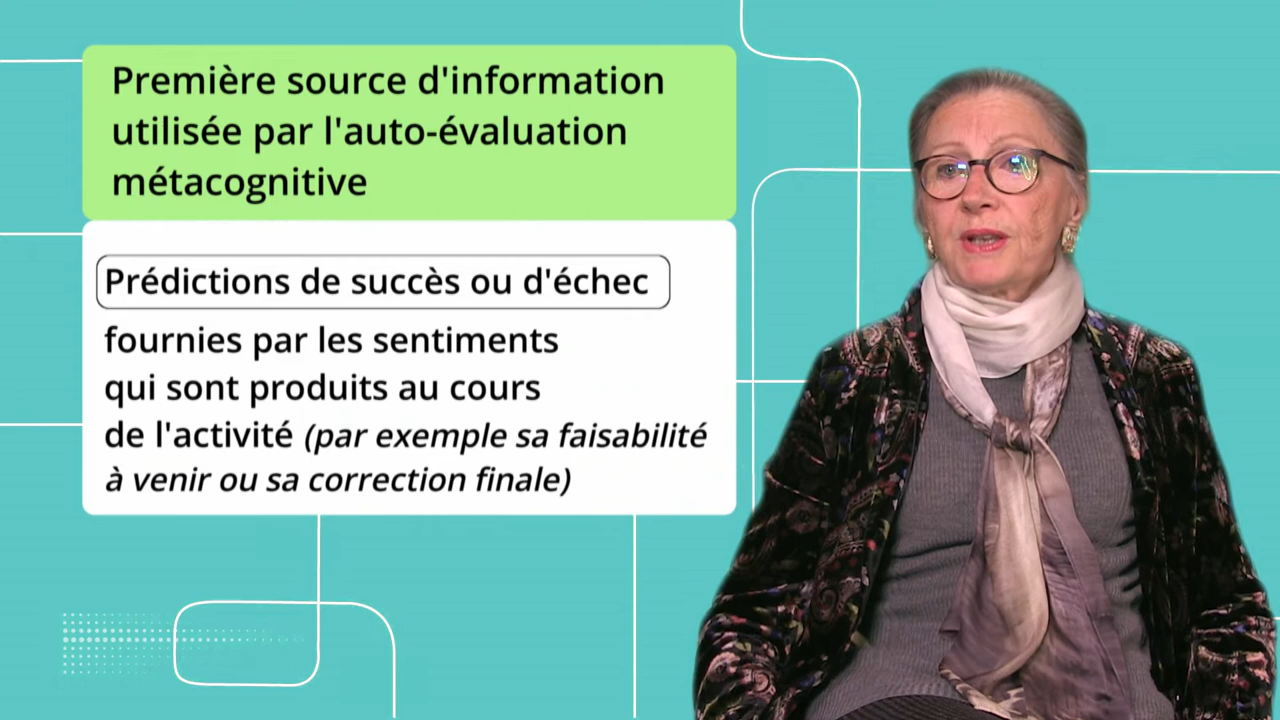 Première source d'information
utilisée par l'auto-évaluation
métacognitive
Prédictions de succès ou d'échec
fournies par les sentiments
qui sont produits au cours
de l'activité (par exemple sa faisabilité
à venir ou sa correction finale)